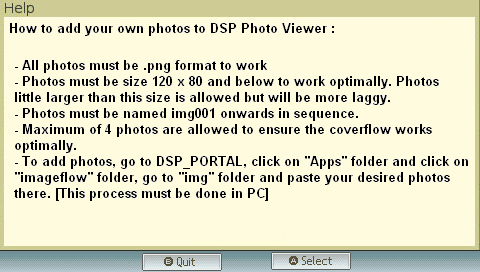 Help
How to add your own photos to DSP Photo Viewer :
- All photos must be .png format to work
- Photos must be size 120 x 80 and below to work optimally. Photos
little larger than this size is allowed but will be more laggy.
- Photos must be named img001 onwards in sequence.
- Maximum of 4 photos are allowed to ensure the coverflow works
optimally.
- To add photos, go to DSP_PORTAL, click on "Apps" folder and click on
"imageflow" folder, go to "img" folder and paste your desired photos
there. [This process must be done in PC]
B Quit
A Select